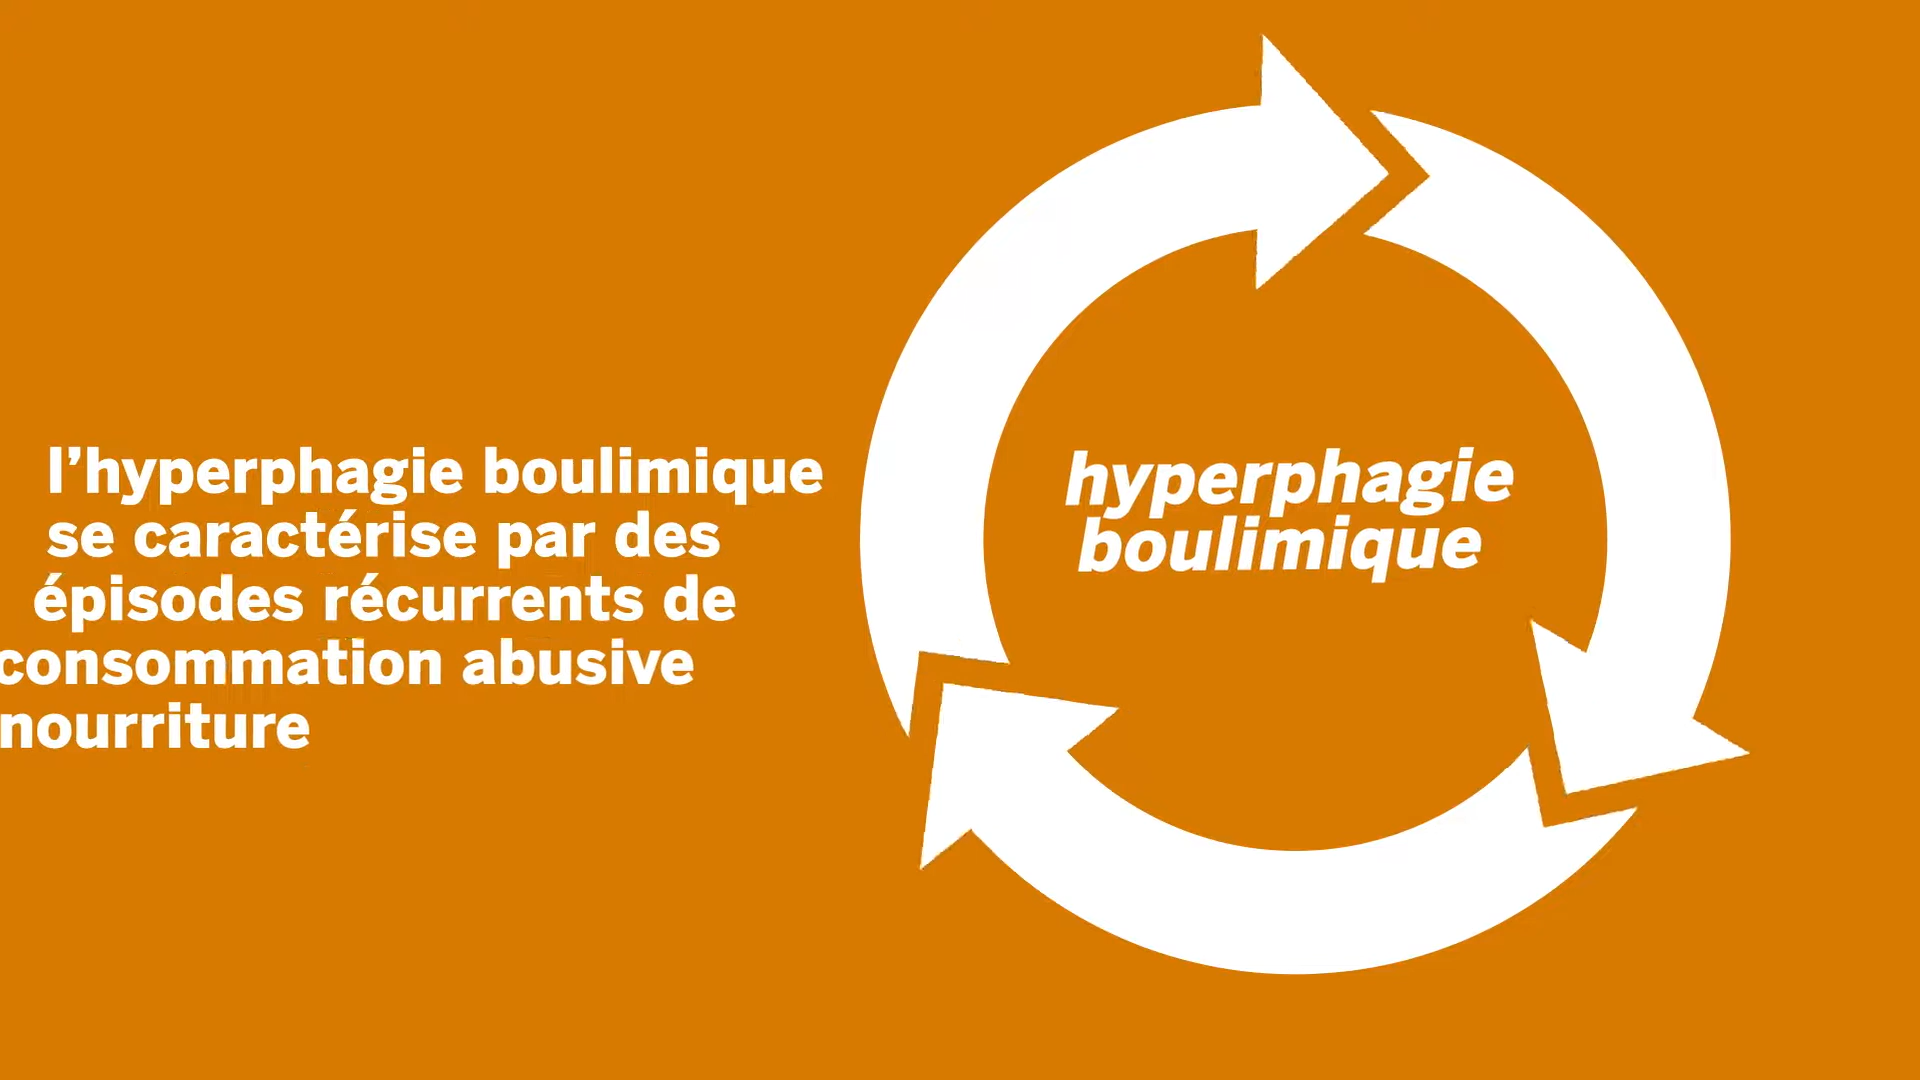 l’hyperphagie boulimique
se caractérise par des
épisodes récurrents de
consommation abusive
nourriture
hyperphagie
boulimique